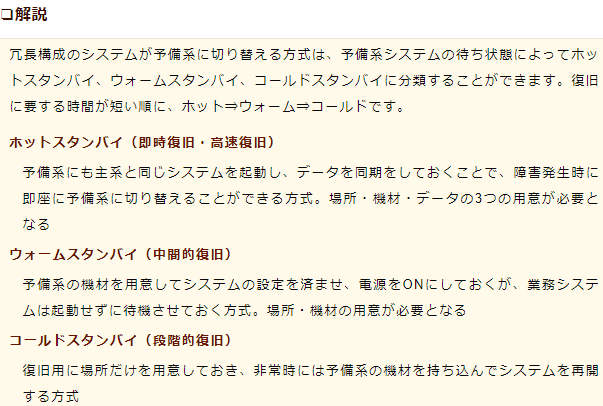 ❏解説
冗長構成のシステムが予備系に切り替える方式は、予備系システムの待ち状態によってホッ
トスタンバイ、ウォームスタンバイ、コールドスタンバイに分類することができます。復旧
に要する時間が短い順に、ホット⇒ウォーム⇒コールドです。
ホットスタンバイ（即時復旧・高速復旧）
予備系にも主系と同じシステムを起動し、データを同期をしておくことで、障害発生時に
即座に予備系に切り替えることができる方式。場所・機材・データの3つの用意が必要と
なる
ウォームスタンバイ（中間的復旧）
予備系の機材を用意してシステムの設定を済ませ、電源をONにしておくが、業務システ
ムは起動せずに待機させておく方式。場所・機材の用意が必要となる
コールドスタンバイ（段階的復旧）
復旧用に場所だけを用意しておき、非常時には予備系の機材を持ち込んでシステムを再開
する方式